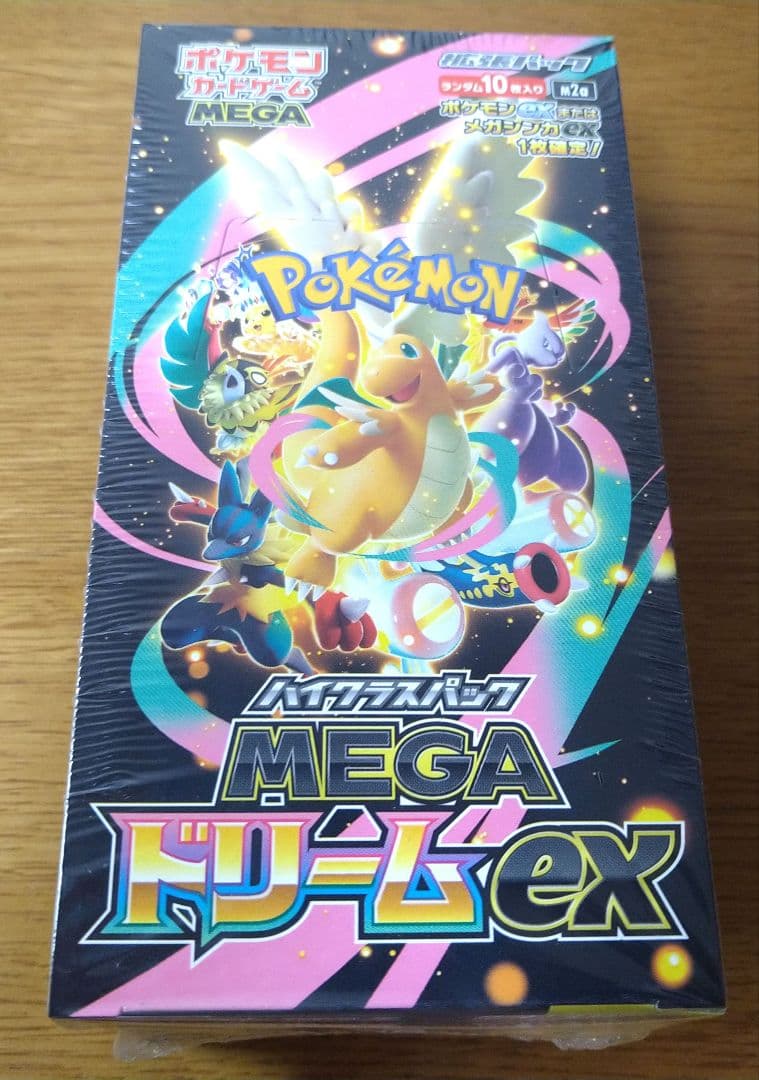 ポケモン
カードゲーム
MEGA
拡張パック
ランダム10枚入り
M2a
ポケモンexまたは
メガシンカex
1枚確定!
POKéMON
TM
ハイクラスパック
MEGA
ドリームex